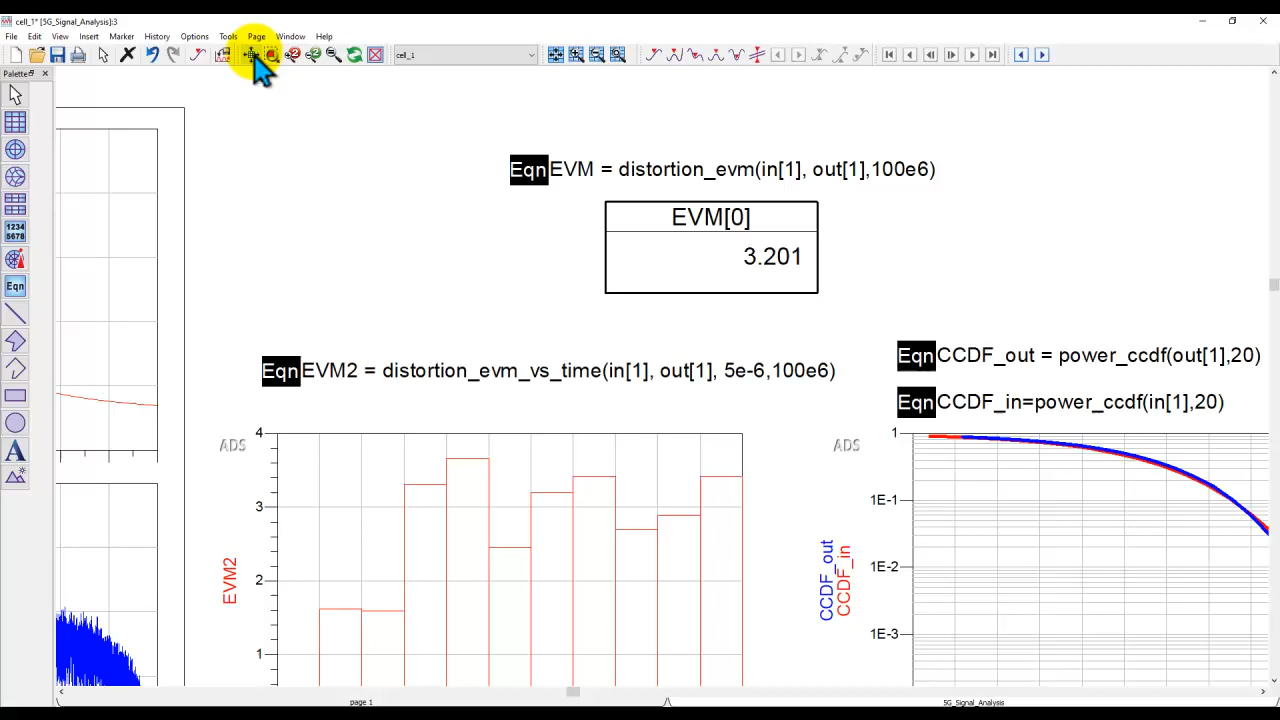 cell_1* [5G_Signal_Analysis]:3
File Edit View Insert Marker History Options Tools Page Window Help
cell_1
Palette
Eqn EVM = distortion_evm(in[1], out[1],100e6)
EVM[0]
3.201
1234
5678
Eqn
Eqn EVM2 = distortion_evm_vs_time(in[1], out[1], 5e-6,100e6)
Eqn CCDF_out = power_ccdf(out[1],20)
Eqn CCDF_in=power_ccdf(in[1],20)
A
ADS
4
3
2
1
EVM2
ADS
1
1E-1
1E-2
1E-3
CCDF_out
CCDF_in
page 1
5G_Signal_Analysis